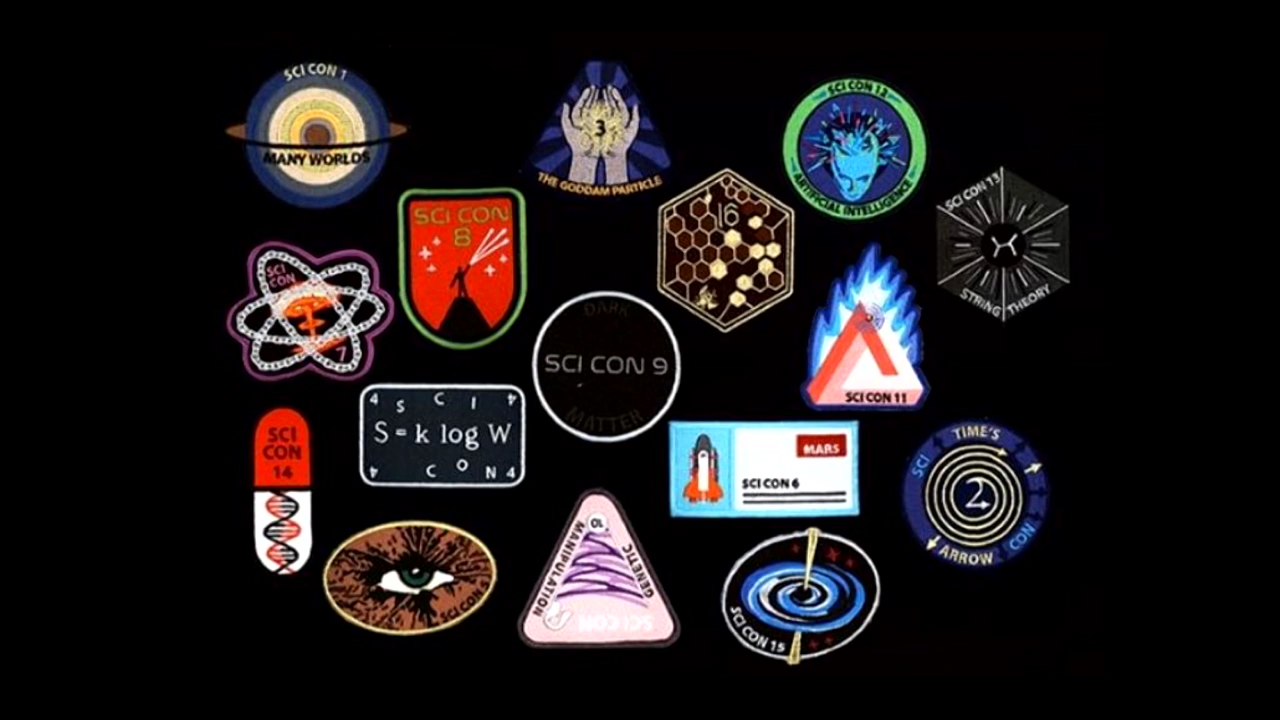 SCI CON 1
MANY WORLDS
3
THE GODDAM PARTICLE
SCI CON 12
ARTIFICIAL INTELLIGENCE
SCI CON
8
16
SCI CON 13
STRING THEORY
SCI
CON
7
DARK
SCI CON 9
MATTER
SCI CON 11
SCI
CON
14
4 S C I 4
S = k log W
4 C O N 4
MARS
SCI CON 6
TIME'S
SCI
2
CON
ARROW
SCI CON 5
10
MANIPULATION
GENETIC
SCI CON
SCI CON 15